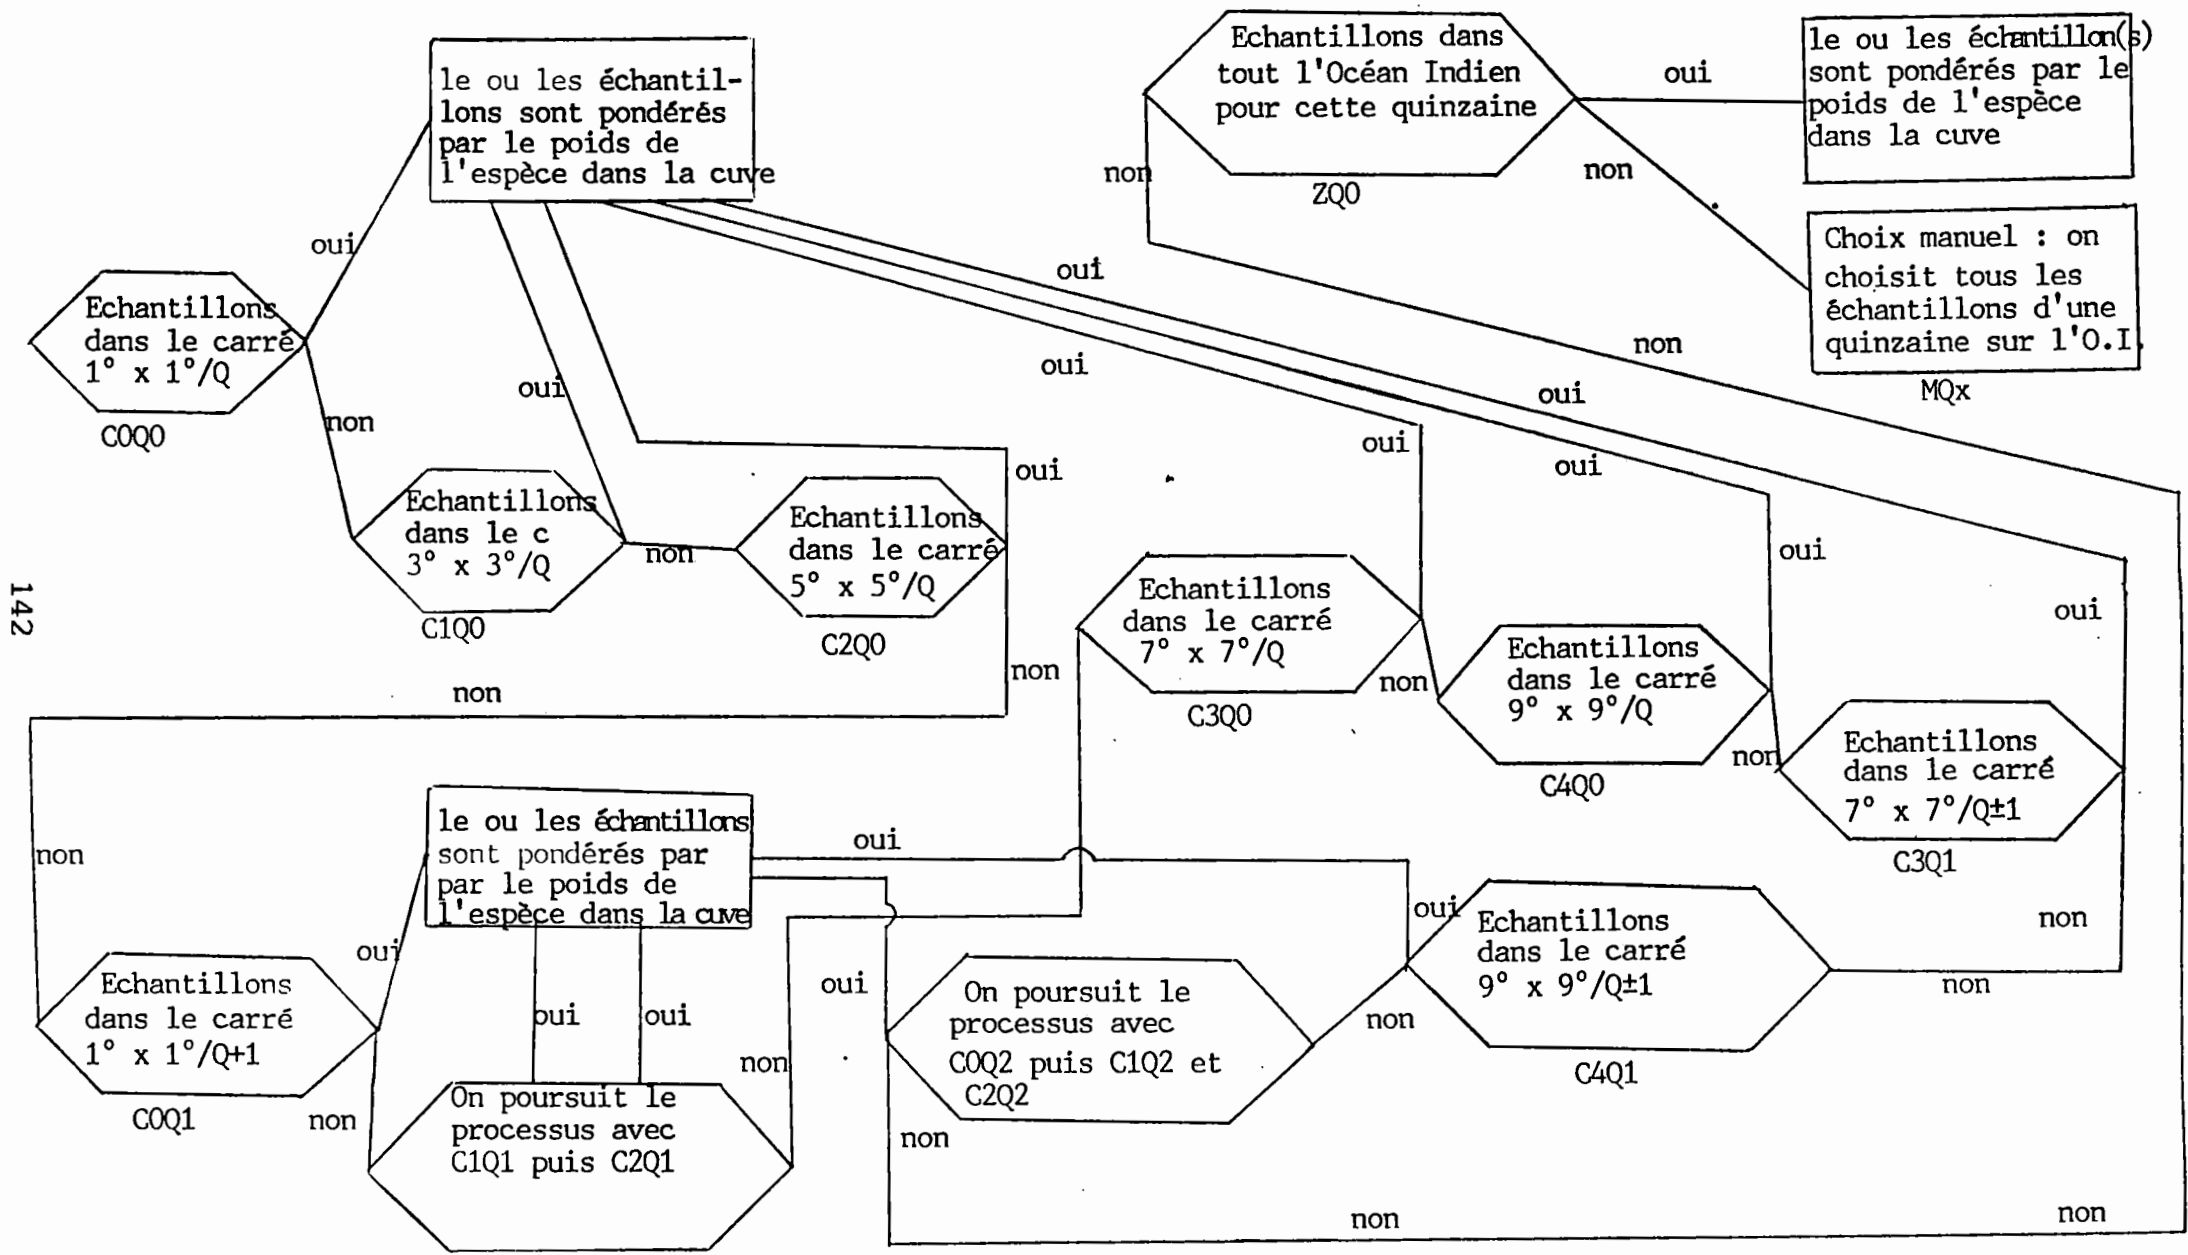 le ou les échantil-
lons sont pondérés
par le poids de
l'espèce dans la cuve
Echantillons dans
tout l'Océan Indien
pour cette quinzaine
ZQ0
oui
non
non
le ou les échantillon(s)
sont pondérés par le
poids de l'espèce
dans la cuve
Choix manuel : on
choisit tous les
échantillons d'une
quinzaine sur l'O.I.
MQx
oui
Echantillons
dans le carré
1° x 1°/Q
C0Q0
non
oui
Echantillons
dans le c
3° x 3°/Q
C1Q0
non
Echantillons
dans le carré
5° x 5°/Q
C2Q0
oui
non
non
oui
oui
oui
oui
non
oui
Echantillons
dans le carré
7° x 7°/Q
C3Q0
non
oui
Echantillons
dans le carré
9° x 9°/Q
C4Q0
non
oui
Echantillons
dans le carré
7° x 7°/Q±1
C3Q1
non
non
142
non
le ou les échantillons
sont pondérés par
par le poids de
l'espèce dans la cuve
oui
oui
Echantillons
dans le carré
1° x 1°/Q+1
C0Q1
non
oui
oui
On poursuit le
processus avec
C1Q1 puis C2Q1
non
oui
On poursuit le
processus avec
C0Q2 puis C1Q2 et
C2Q2
non
non
oui
Echantillons
dans le carré
9° x 9°/Q±1
C4Q1
non
non